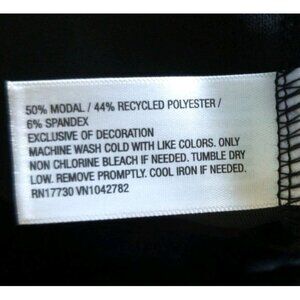 50% MODAL / 44% RECYCLED POLYESTER /
6% SPANDEX
EXCLUSIVE OF DECORATION
MACHINE WASH COLD WITH LIKE COLORS. ONLY
NON CHLORINE BLEACH IF NEEDED. TUMBLE DRY
LOW. REMOVE PROMPTLY. COOL IRON IF NEEDED.
RN17730 VN1042782